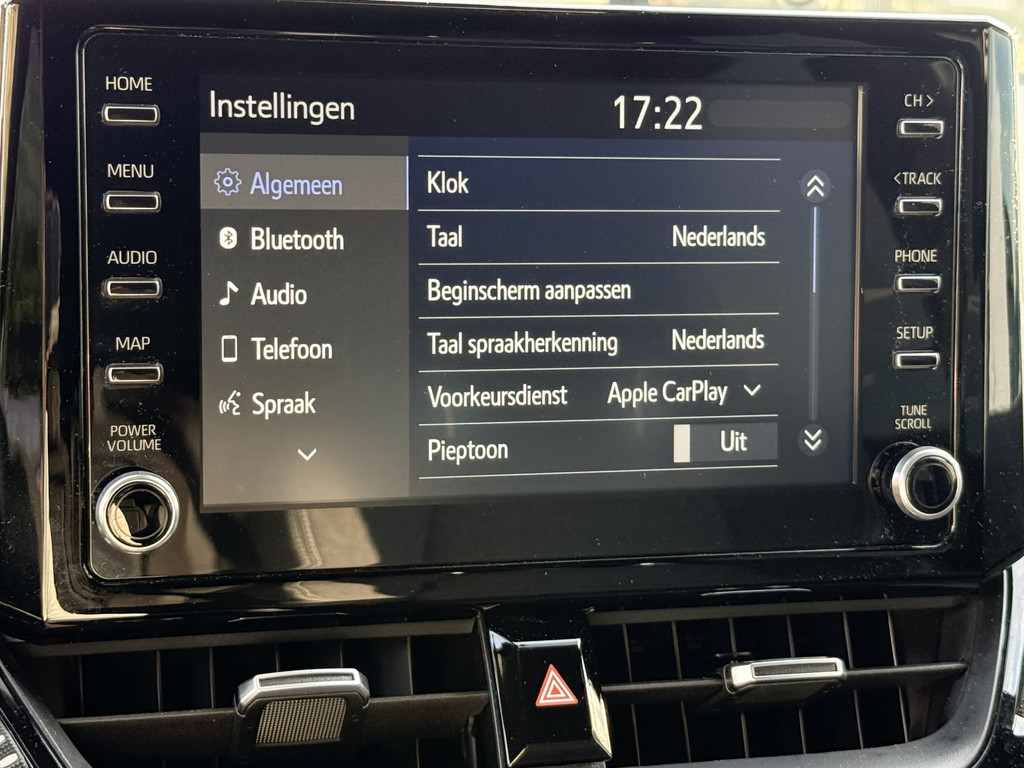 HOME
MENU
AUDIO
MAP
POWER
VOLUME
Instellingen
17:22
Algemeen
Bluetooth
Audio
Telefoon
Spraak
Klok
Taal Nederlands
Beginscherm aanpassen
Taal spraakherkenning Nederlands
Voorkeursdienst Apple CarPlay
Pieptoon Uit
CH >
< TRACK
PHONE
SETUP
TUNE
SCROLL